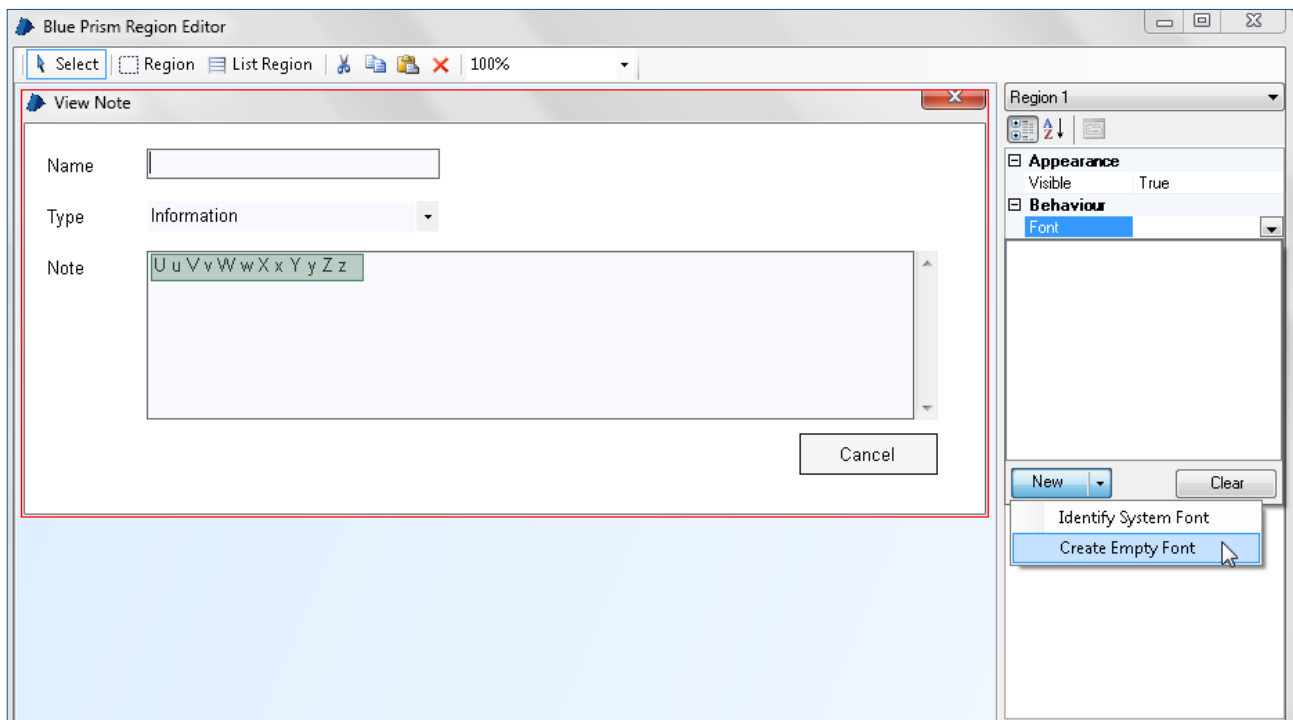 Blue Prism Region Editor
Select Region List Region 100%
View Note
Name
Type Information
Note U u V v W w X x Y y Z z
Cancel
Region 1
Appearance
Visible True
Behaviour
Font
New Clear
Identify System Font
Create Empty Font